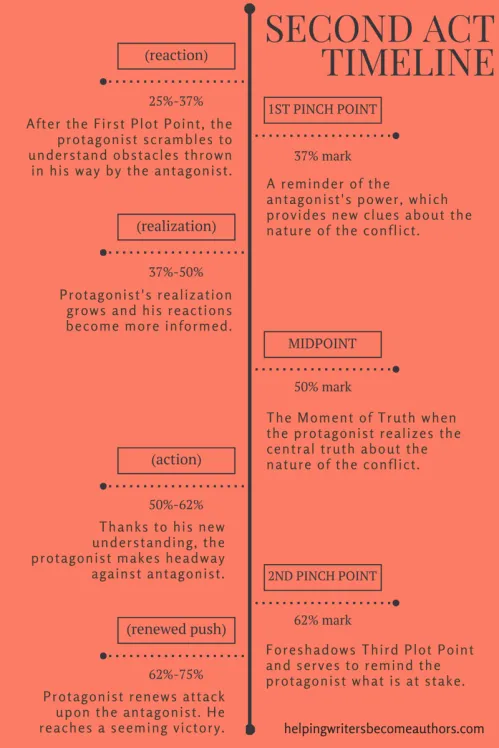 SECOND ACT
TIMELINE
(reaction)
25%-37%
After the First Plot Point, the
protagonist scrambles to
understand obstacles thrown
in his way by the antagonist.
1ST PINCH POINT
37% mark
A reminder of the
antagonist's power, which
provides new clues about the
nature of the conflict.
(realization)
37%-50%
Protagonist's realization
grows and his reactions
become more informed.
MIDPOINT
50% mark
The Moment of Truth when
the protagonist realizes the
central truth about the
nature of the conflict.
(action)
50%-62%
Thanks to his new
understanding, the
protagonist makes headway
against antagonist.
2ND PINCH POINT
62% mark
Foreshadows Third Plot Point
and serves to remind the
protagonist what is at stake.
(renewed push)
62%-75%
Protagonist renews attack
upon the antagonist. He
reaches a seeming victory.
helpingwritersbecomeauthors.com